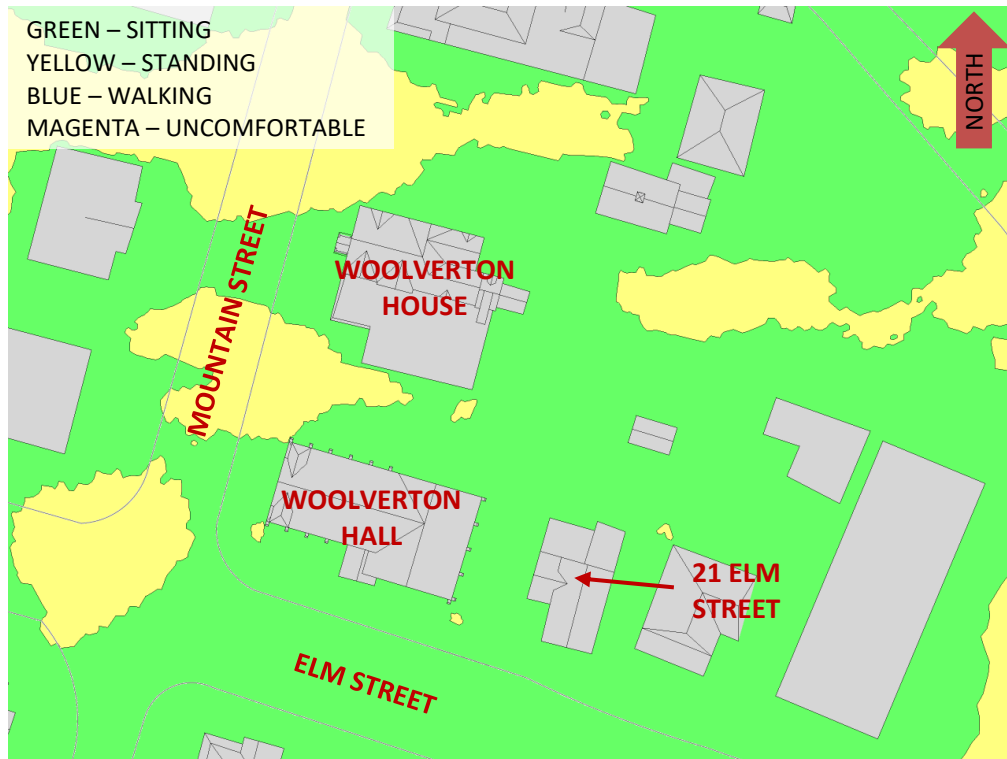 GREEN – SITTING
YELLOW – STANDING
BLUE – WALKING
MAGENTA – UNCOMFORTABLE
NORTH
MOUNTAIN STREET
WOOLVERTON
HOUSE
WOOLVERTON
HALL
21 ELM
STREET
ELM STREET